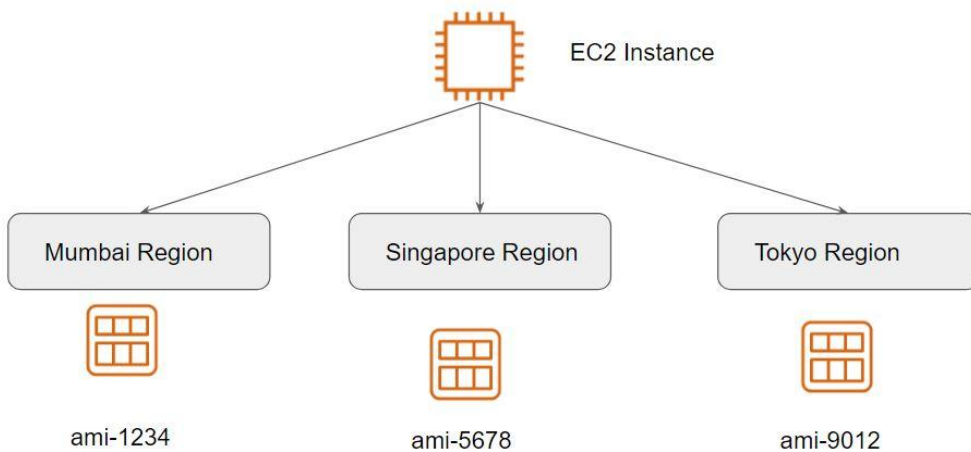 EC2 Instance
Mumbai Region
Singapore Region
Tokyo Region
ami-1234
ami-5678
ami-9012